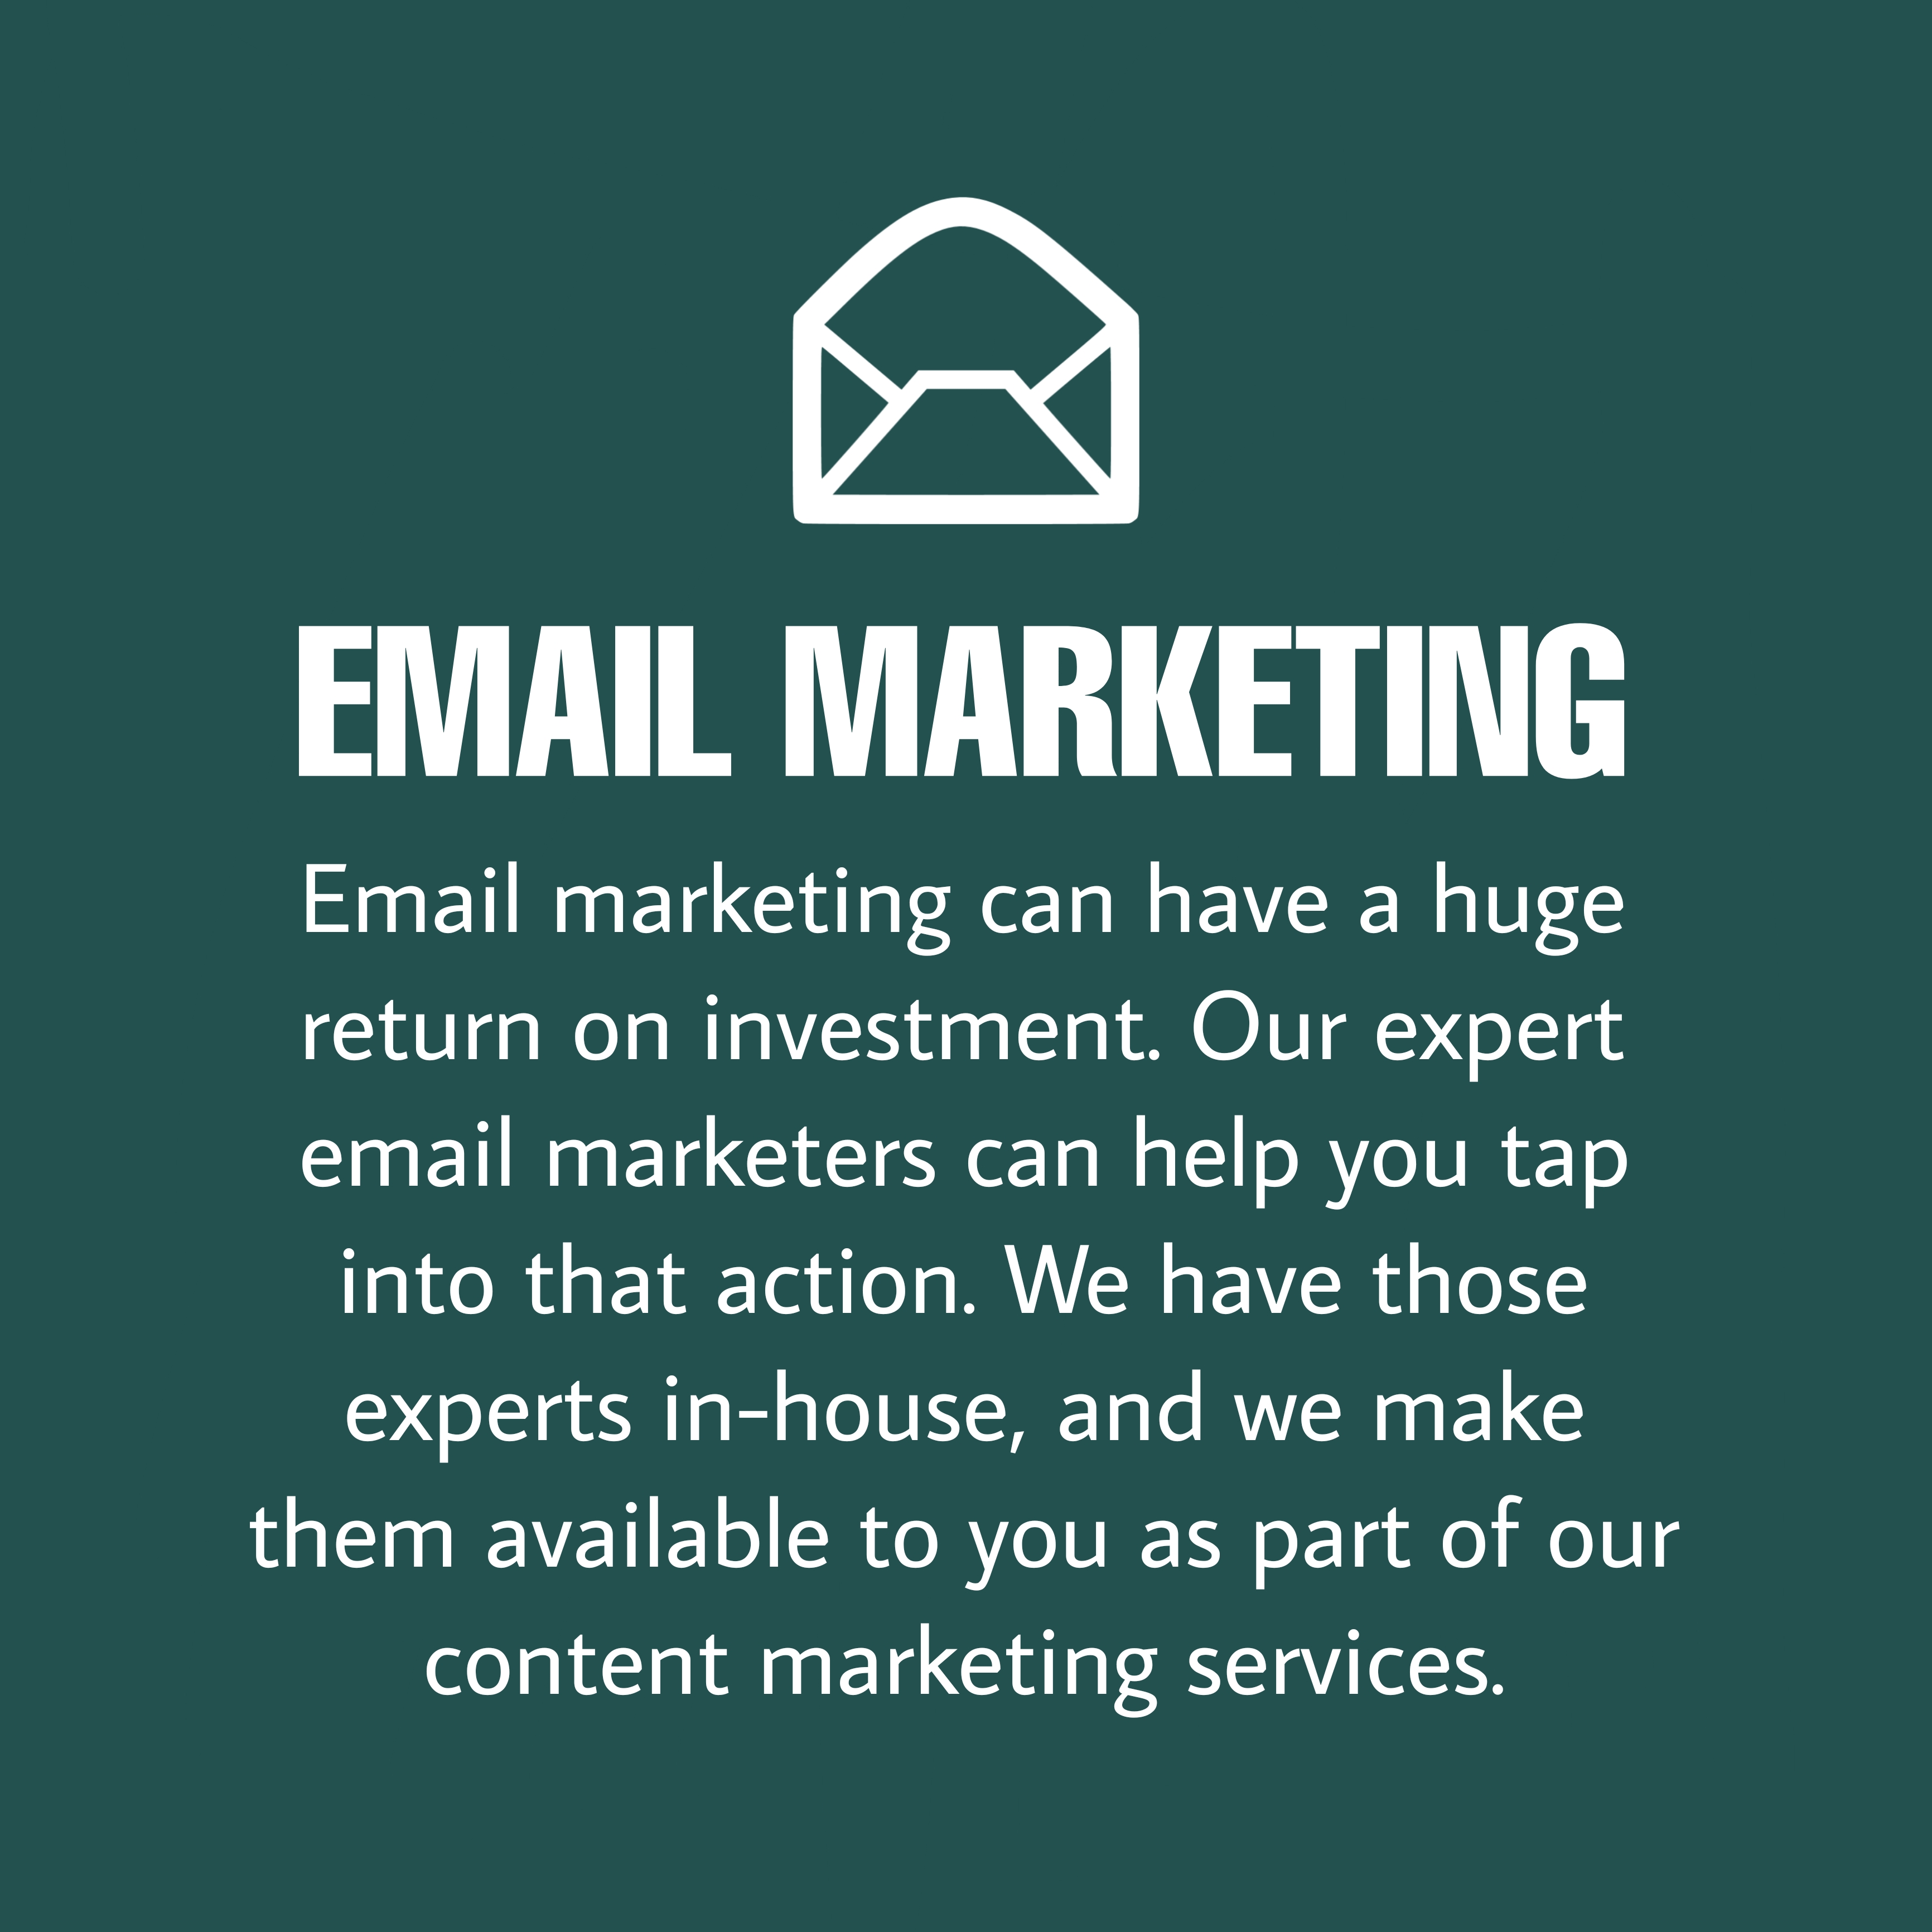 EMAIL MARKETING
Email marketing can have a huge
return on investment. Our expert
email marketers can help you tap
into that action. We have those
experts in-house, and we make
them available to you as part of our
content marketing services.